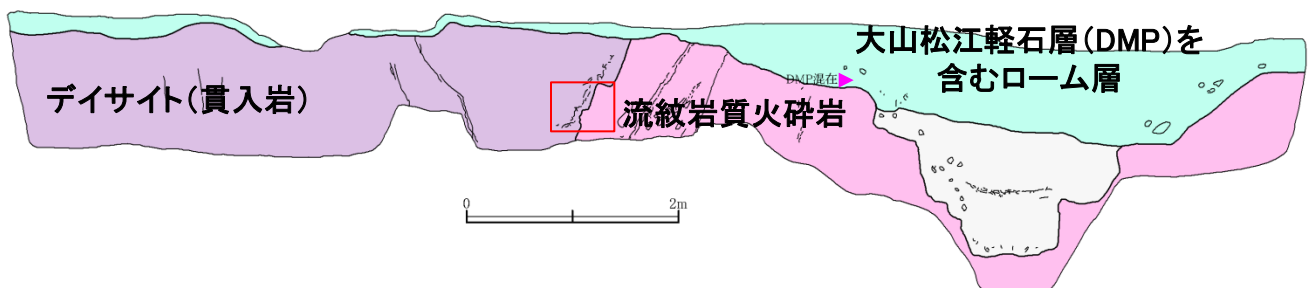 大山松江軽石層(DMP)を
含むローム層
DMP混在
デイサイト(貫入岩)
流紋岩質火砕岩
0 2m